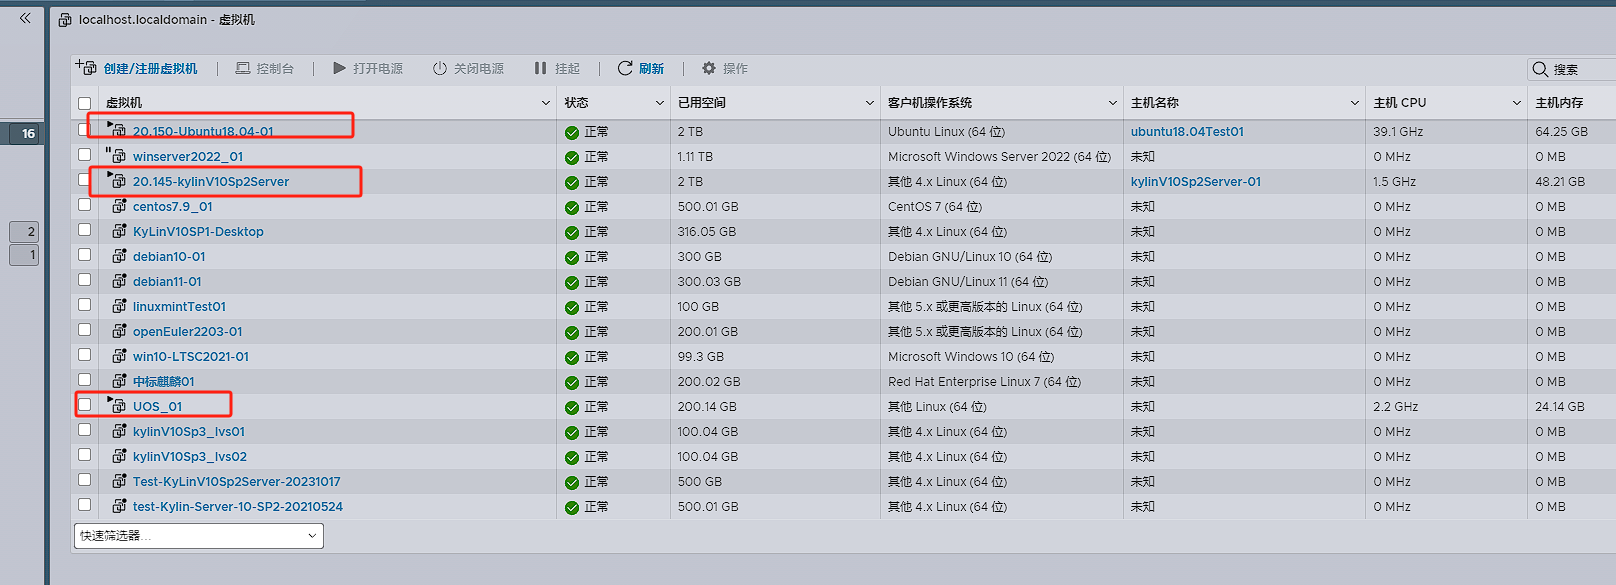 localhost.localdomain - 虚拟机
创建/注册虚拟机 控制台 打开电源 关闭电源 挂起 刷新 操作 搜索
虚拟机 状态 已用空间 客户机操作系统 主机名称 主机 CPU 主机内存
20.150-Ubuntu18.04-01 正常 2 TB Ubuntu Linux (64 位) ubuntu18.04Test01 39.1 GHz 64.25 GB
16
winserver2022_01 正常 1.11 TB Microsoft Windows Server 2022 (64 位) 未知 0 MHz 0 MB
20.145-kylinV10Sp2Server 正常 2 TB 其他 4.x Linux (64 位) kylinV10Sp2Server-01 1.5 GHz 48.21 GB
centos7.9_01 正常 500.01 GB CentOS 7 (64 位) 未知 0 MHz 0 MB
2
KyLinV10SP1-Desktop 正常 316.05 GB 其他 4.x Linux (64 位) 未知 0 MHz 0 MB
1
debian10-01 正常 300 GB Debian GNU/Linux 10 (64 位) 未知 0 MHz 0 MB
debian11-01 正常 300.03 GB Debian GNU/Linux 11 (64 位) 未知 0 MHz 0 MB
linuxmintTest01 正常 100 GB 其他 5.x 或更高版本的 Linux (64 位) 未知 0 MHz 0 MB
openEuler2203-01 正常 200.01 GB 其他 5.x 或更高版本的 Linux (64 位) 未知 0 MHz 0 MB
win10-LTSC2021-01 正常 99.3 GB Microsoft Windows 10 (64 位) 未知 0 MHz 0 MB
中标麒麟01 正常 200.02 GB Red Hat Enterprise Linux 7 (64 位) 未知 0 MHz 0 MB
UOS_01 正常 200.14 GB 其他 Linux (64 位) 未知 2.2 GHz 24.14 GB
kylinV10Sp3_lvs01 正常 100.04 GB 其他 4.x Linux (64 位) 未知 0 MHz 0 MB
kylinV10Sp3_lvs02 正常 100.04 GB 其他 4.x Linux (64 位) 未知 0 MHz 0 MB
Test-KyLinV10Sp2Server-20231017 正常 500 GB 其他 4.x Linux (64 位) 未知 0 MHz 0 MB
test-Kylin-Server-10-SP2-20210524 正常 500.01 GB 其他 4.x Linux (64 位) 未知 0 MHz 0 MB
快速筛选器...